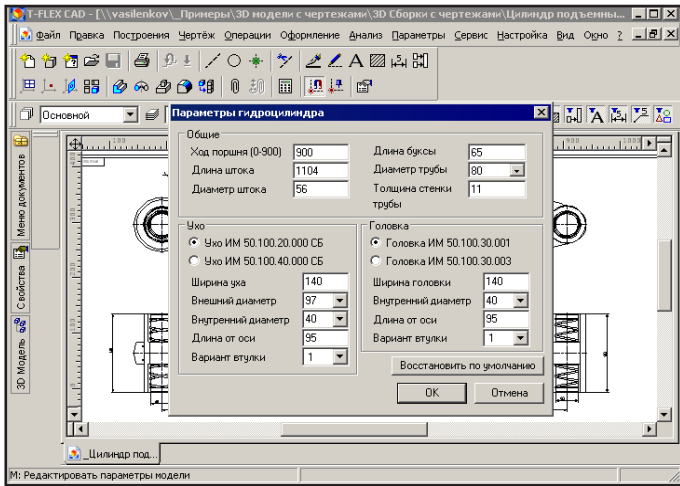 T-FLEX CAD - [\\vasilenkov\_Примеры\3D модели с чертежами\3D Сборки с чертежами\Цилиндр подъемны...
Файл Правка Построения Чертёж Операции Оформление Анализ Параметры Сервис Настройка Вид Окно ?
Основной
Параметры гидроцилиндра
Общие
Ход поршня (0-900) 900 Длина буксы 65
Длина штока 1104 Диаметр трубы 80
Диаметр штока 56 Толщина стенки 11
трубы
Ухо Головка
Ухо ИМ 50.100.20.000 СБ Головка ИМ 50.100.30.001
Ухо ИМ 50.100.40.000 СБ Головка ИМ 50.100.30.003
Ширина уха 140 Ширина головки 140
Внешний диаметр 97 Внутренний диаметр 40
Внутренний диаметр 40 Длина от оси 95
Длина от оси 95 Вариант втулки 1
Вариант втулки 1
Восстановить по умолчанию
OK Отмена
Меню документов
Свойства
3D Модель
_Цилиндр под...
M: Редактировать параметры модели